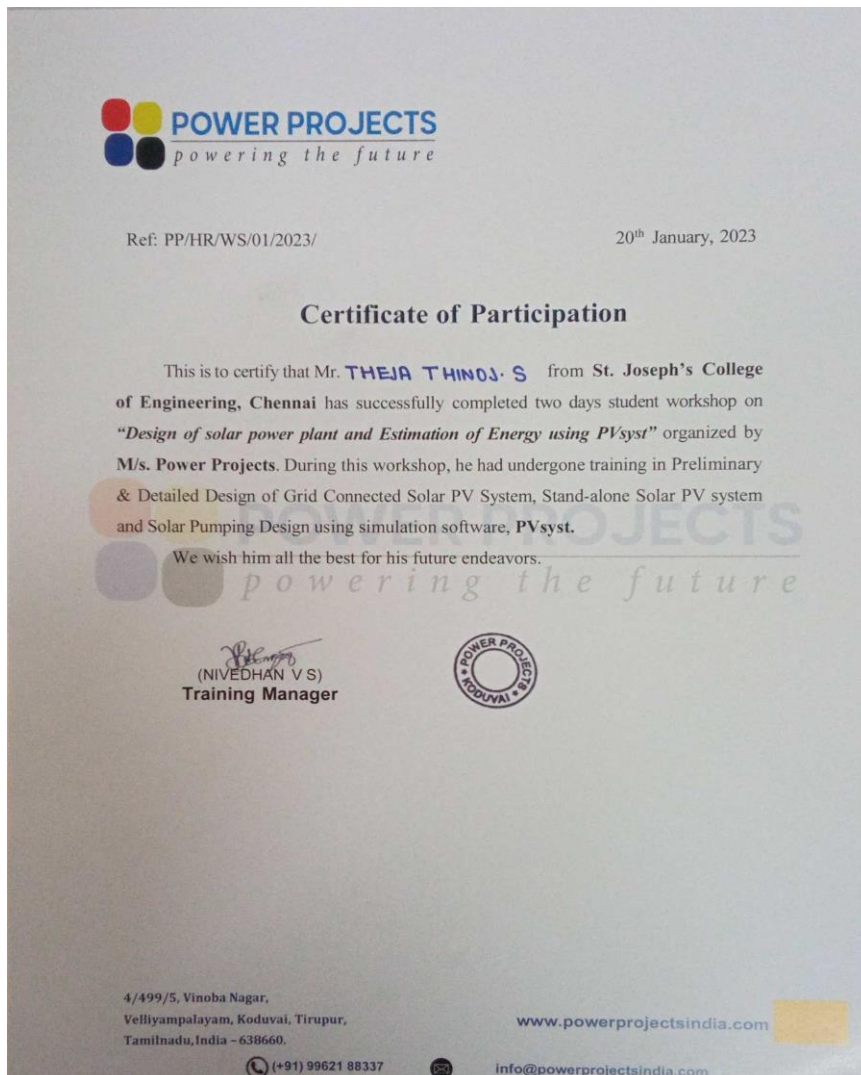 POWER PROJECTS
powering the future
Ref: PP/HR/WS/01/2023/
20th January, 2023
Certificate of Participation
This is to certify that Mr. THEJA THINOJ. S from St. Joseph's College
of Engineering, Chennai has successfully completed two days student workshop on
"Design of solar power plant and Estimation of Energy using PVsyst" organized by
M/s. Power Projects. During this workshop, he had undergone training in Preliminary
& Detailed Design of Grid Connected Solar PV System, Stand-alone Solar PV system
and Solar Pumping Design using simulation software, PVsyst.
We wish him all the best for his future endeavors.
POWER PROJECTS
powering the future
(NIVEDHAN V S)
Training Manager
POWER PROJECTS
* KODUVAI *
4/499/5, Vinoba Nagar,
Velliyampalayam, Koduvai, Tirupur,
Tamilnadu,India – 638660.
www.powerprojectsindia.com
(+91) 99621 88337
info@powerprojectsindia.com